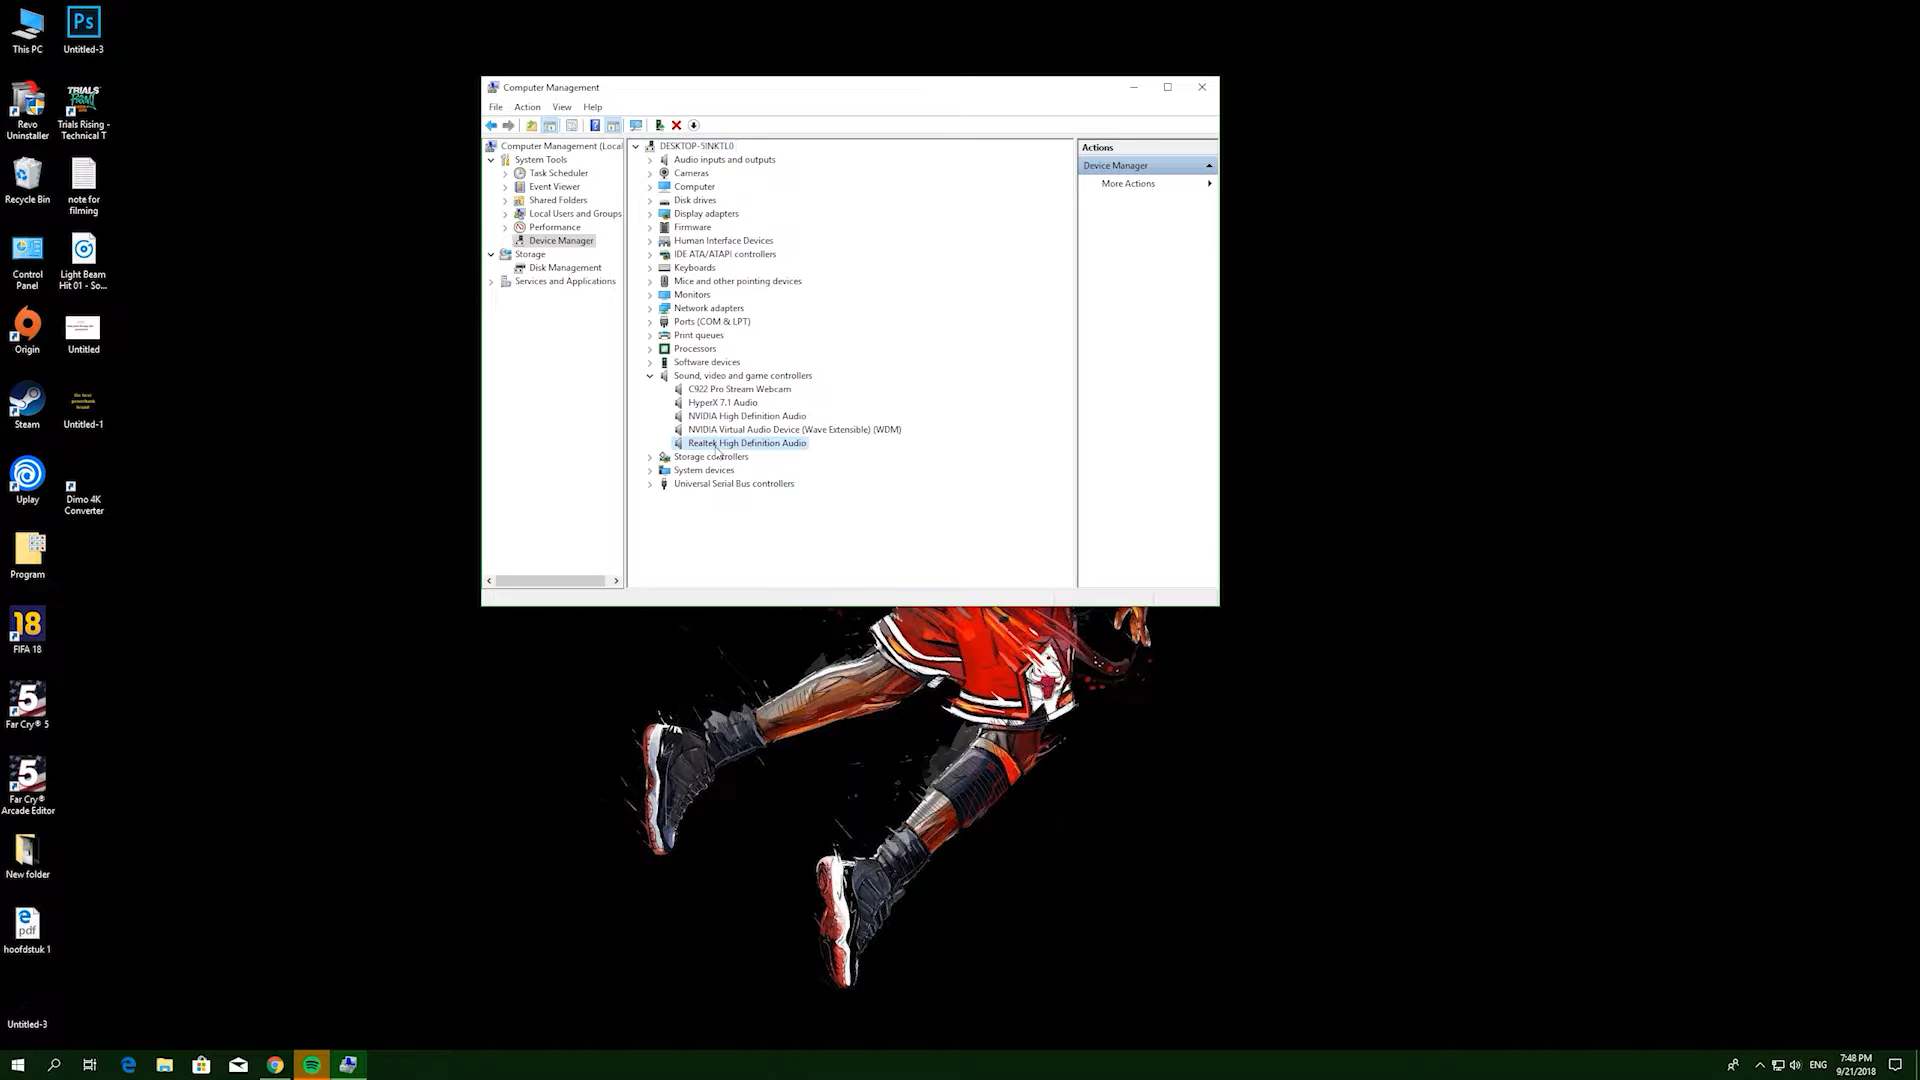 This PC
Ps
Untitled-3
Revo
Uninstaller
TRIALS
Trials Rising -
Technical T
Recycle Bin
note for
filming
Control
Panel
Light Beam
Hit 01 - So...
Origin
Untitled
Steam
Untitled-1
Uplay
Dimo 4K
Converter
Program
18
FIFA 18
5
Far Cry® 5
5
Far Cry®
Arcade Editor
New folder
pdf
hoofdstuk 1
Untitled-3
Computer Management
File Action View Help
Computer Management (Local
System Tools
Task Scheduler
Event Viewer
Shared Folders
Local Users and Groups
Performance
Device Manager
Storage
Disk Management
Services and Applications
DESKTOP-5INKTL0
Audio inputs and outputs
Cameras
Computer
Disk drives
Display adapters
Firmware
Human Interface Devices
IDE ATA/ATAPI controllers
Keyboards
Mice and other pointing devices
Monitors
Network adapters
Ports (COM & LPT)
Print queues
Processors
Software devices
Sound, video and game controllers
C922 Pro Stream Webcam
HyperX 7.1 Audio
NVIDIA High Definition Audio
NVIDIA Virtual Audio Device (Wave Extensible) (WDM)
Realtek High Definition Audio
Storage controllers
System devices
Universal Serial Bus controllers
Actions
Device Manager
More Actions
ENG
7:48 PM
9/21/2018